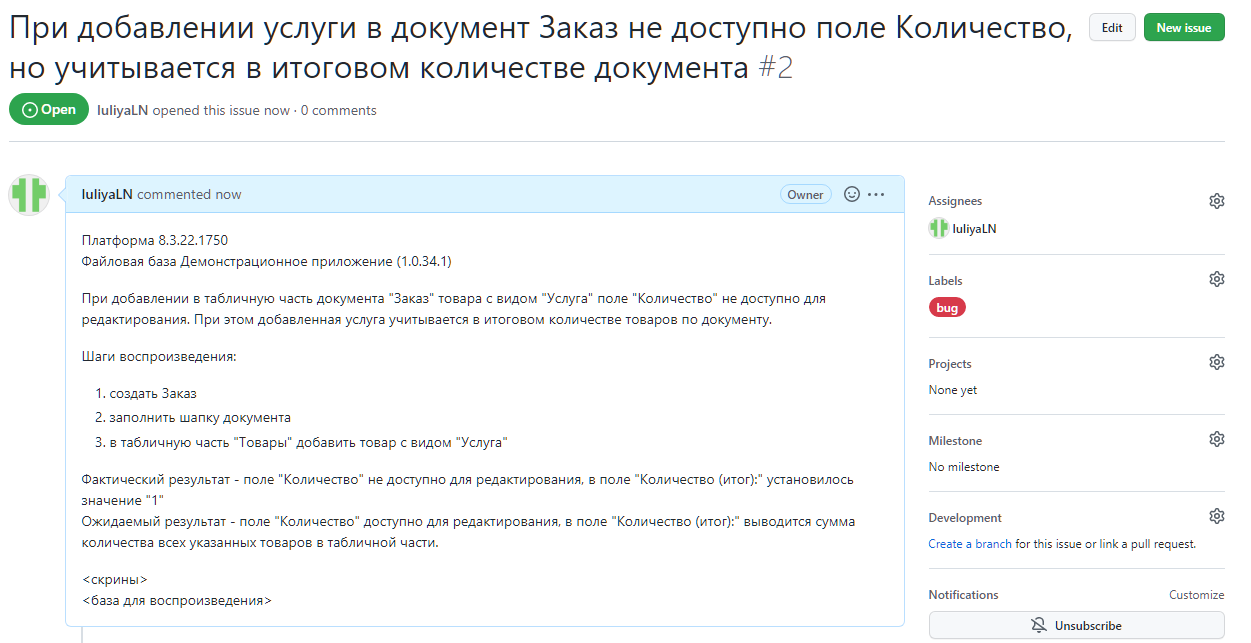 При добавлении услуги в документ Заказ не доступно поле Количество,
но учитывается в итоговом количестве документа #2
Edit
New issue
Open
IuliyaLN opened this issue now · 0 comments
IuliyaLN commented now
Owner
Платформа 8.3.22.1750
Файловая база Демонстрационное приложение (1.0.34.1)
При добавлении в табличную часть документа "Заказ" товара с видом "Услуга" поле "Количество" не доступно для
редактирования. При этом добавленная услуга учитывается в итоговом количестве товаров по документу.
Шаги воспроизведения:
1. создать Заказ
2. заполнить шапку документа
3. в табличную часть "Товары" добавить товар с видом "Услуга"
Фактический результат - поле "Количество" не доступно для редактирования, в поле "Количество (итог):" установилось
значение "1"
Ожидаемый результат - поле "Количество" доступно для редактирования, в поле "Количество (итог):" выводится сумма
количества всех указанных товаров в табличной части.
<скрины>
<база для воспроизведения>
Assignees
IuliyaLN
Labels
bug
Projects
None yet
Milestone
No milestone
Development
Create a branch for this issue or link a pull request.
Notifications
Customize
Unsubscribe